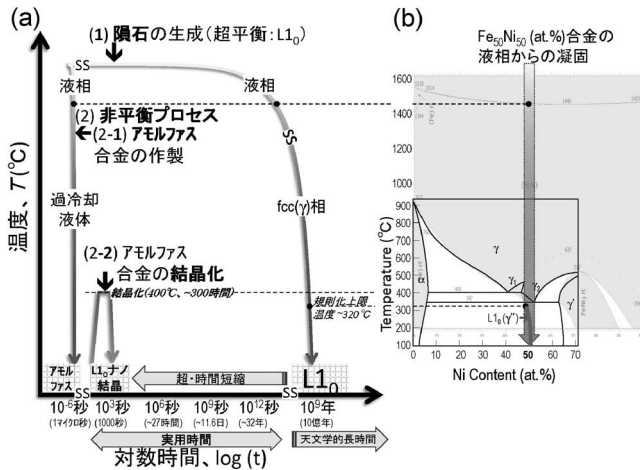 (a)
(1) 隕石の生成(超平衡:L1₀)
SS
液相
液相
(2) 非平衡プロセス
(2-1) アモルファス
合金の作製
SS
過冷却
液体
fcc(γ)相
(2-2) アモルファス
合金の結晶化
結晶化(400℃、~300時間)
規則化上限
温度~320℃
温度、T(℃)
アモル
ファス
L1₀ナノ
結晶
超・時間短縮
L1₀
SS
SS
10⁻⁶秒
10³秒
10⁶秒
10⁹秒
10¹²秒
10⁹年
(1マイクロ秒)
(1000秒)
(~27時間)
(~11.6日)
(~32年)
(10億年)
実用時間
天文学的長時間
対数時間、log (t)
(b)
Fe₅₀Ni₅₀ (at.%)合金の
液相からの凝固
1600
1400
1200
1000
900
800
700
600
500
400
300
200
100
Temperature (℃)
1440
γ
α
γ₁
γ₂
γ'
L1₀ (γ'')
0
10
20
30
40
50
60
70
80
90
Ni Content (at.%)